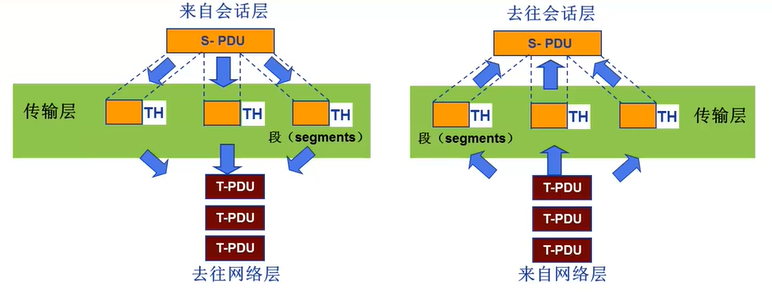 来自会话层
S- PDU
传输层
TH
TH
TH
段（segments）
T-PDU
T-PDU
T-PDU
去往网络层
去往会话层
S- PDU
TH
TH
TH
传输层
段（segments）
T-PDU
T-PDU
T-PDU
来自网络层